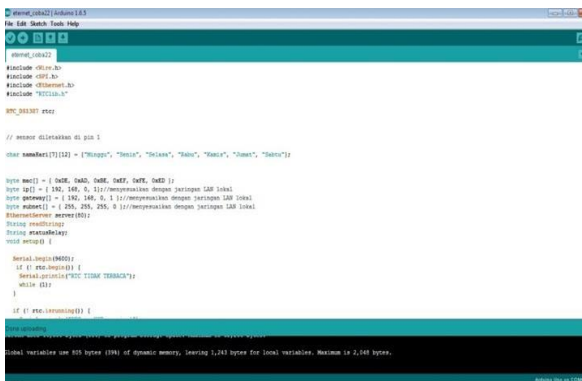 eternet_coba22 | Arduino 1.6.5
File Edit Sketch Tools Help
eternet_coba22
#include <Wire.h>
#include <SPI.h>
#include <Ethernet.h>
#include "RTClib.h"
RTC_DS1307 rtc;
// sensor diletakkan di pin 1
char namaHari[7][12] = {"Minggu", "Senin", "Selasa", "Rabu", "Kamis", "Jumat", "Sabtu"};
byte mac[] = { 0xDE, 0xAD, 0xBE, 0xEF, 0xFE, 0xED };
byte ip[] = { 192, 168, 0, 1};//menyesuaikan dengan jaringan LAN lokal
byte gateway[] = { 192, 168, 0, 1 };//menyesuaikan dengan jaringan LAN lokal
byte subnet[] = { 255, 255, 255, 0 };//menyesuaikan dengan jaringan LAN lokal
EthernetServer server(80);
String readString;
String statusRelay;
void setup() {
Serial.begin(9600);
if (! rtc.begin()) {
Serial.println("RTC TIDAK TERBACA");
while (1);
}
if (! rtc.isrunning()) {
Done uploading.
Global variables use 805 bytes (39%) of dynamic memory, leaving 1,243 bytes for local variables. Maximum is 2,048 bytes.
Arduino Uno on